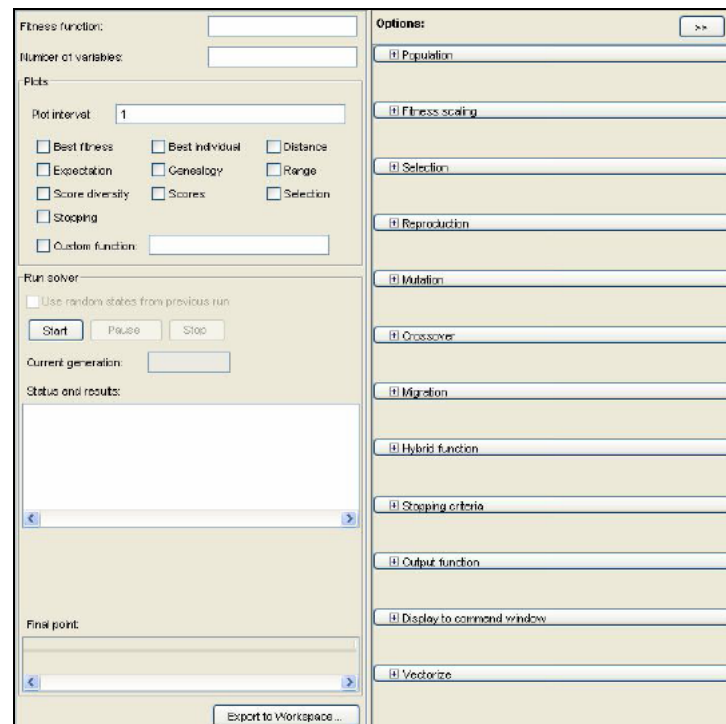 Fitness function:
Number of variables:
Plots
Plot interval: 1
Best fitness Best individual Distance
Expectation Genealogy Range
Score diversity Scores Selection
Stopping
Custom function:
Run solver
Use random states from previous run
Start Pause Stop
Current generation:
Status and results:
Final point:
Export to Workspace...
Options: >>
Population
Fitness scaling
Selection
Reproduction
Mutation
Crossover
Migration
Hybrid function
Stopping criteria
Output function
Display to command window
Vectorize